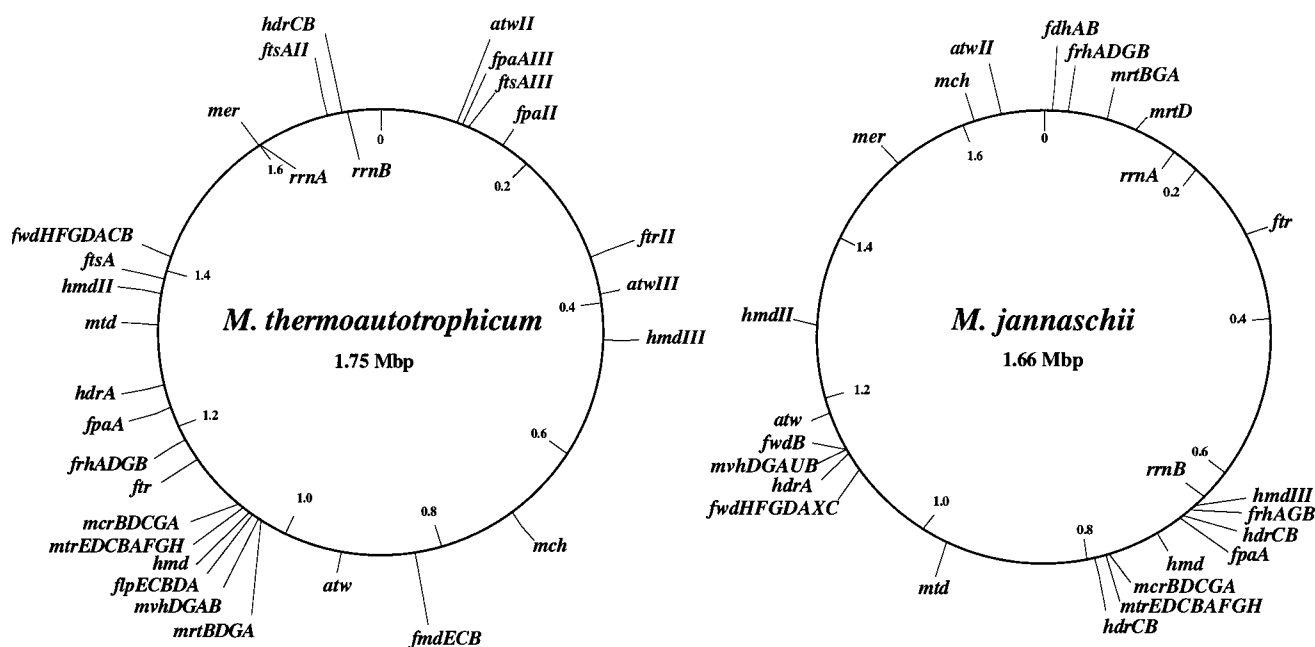 hdrCB
ftsAII
atwII
fpaAIII
ftsAIII
fpaII
mer
rrnA
rrnB
0
0.2
1.6
fwdHFGDACB
ftsA
hmdII
mtd
1.4
ftrII
atwIII
0.4
hmdIII
M. thermoautotrophicum
1.75 Mbp
hdrA
fpaA
1.2
frhADGB
ftr
0.6
mcrBDCGA
mtrEDCBAFGH
hmd
flpECBDA
mvhDGAB
mrtBDGA
1.0
0.8
mch
atw
fmdECB
fdhAB
frhADGB
mrtBGA
mrtD
atwII
mch
mer
0
1.6
rrnA
0.2
ftr
1.4
0.4
hmdII
M. jannaschii
1.66 Mbp
1.2
atw
fwdB
mvhDGAUB
hdrA
fwdHFGDAXC
0.6
rrnB
hmdIII
frhAGB
hdrCB
fpaA
hmd
mcrBDCGA
mtrEDCBAFGH
hdrCB
1.0
0.8
mtd